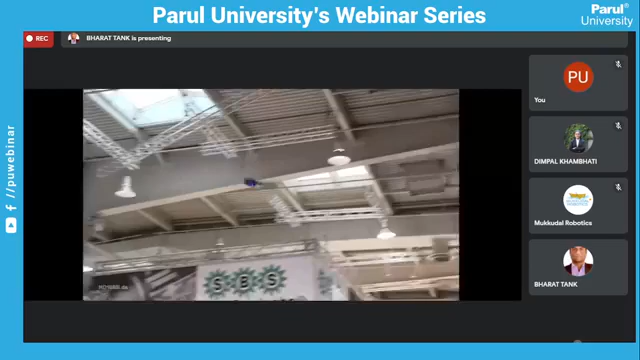 Parul University's Webinar Series
Parul®
University
REC
BHARAT TANK is presenting
PU
You
DIMPAL KHAMBHATI
Mukkudal Robotics
BHARAT TANK
/puwebinar
SBS